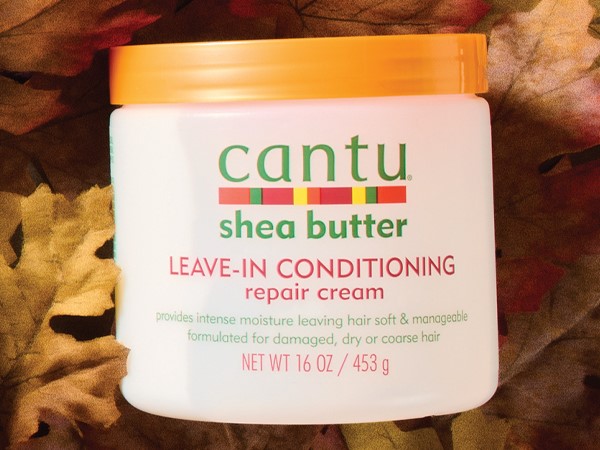 cantu®
shea butter
LEAVE-IN CONDITIONING
repair cream
provides intense moisture leaving hair soft & manageable
formulated for damaged, dry or coarse hair
NET WT 16 OZ / 453 g